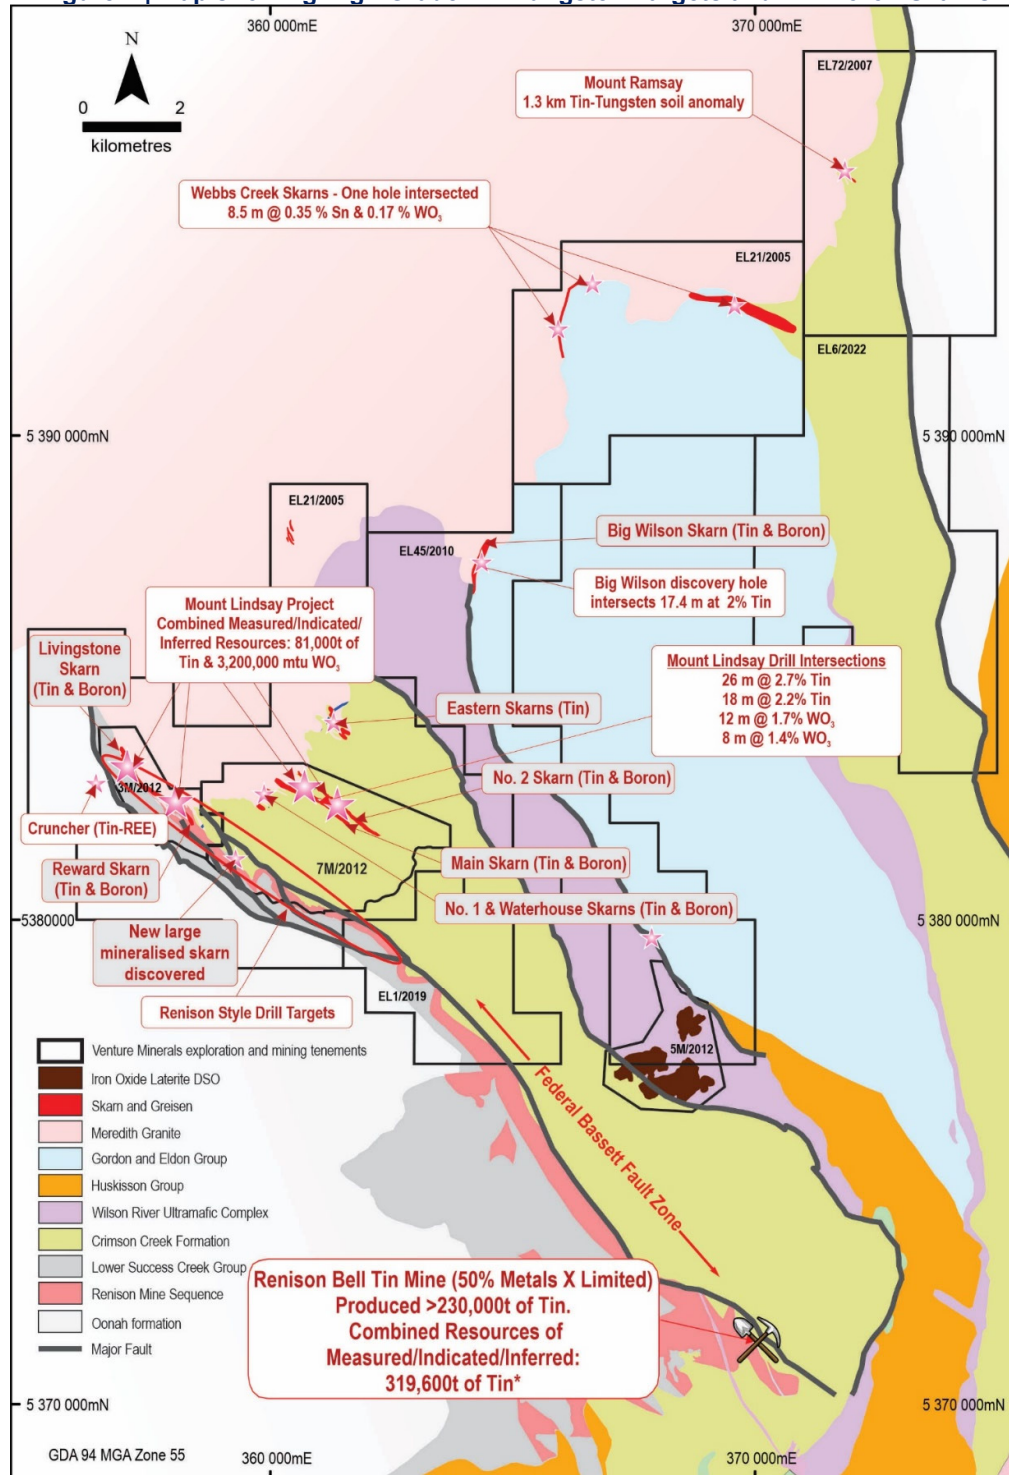 360 000mE
370 000mE
N
0 2
kilometres
EL72/2007
Mount Ramsay
1.3 km Tin-Tungsten soil anomaly
Webbs Creek Skarns - One hole intersected
8.5 m @ 0.35 % Sn & 0.17 % WO₃
EL21/2005
EL6/2022
5 390 000mN
5 390 000mN
EL21/2005
EL45/2010
Big Wilson Skarn (Tin & Boron)
Big Wilson discovery hole
intersects 17.4 m at 2% Tin
Mount Lindsay Project
Combined Measured/Indicated/
Inferred Resources: 81,000t of
Tin & 3,200,000 mtu WO₃
Livingstone
Skarn
(Tin & Boron)
Mount Lindsay Drill Intersections
26 m @ 2.7% Tin
18 m @ 2.2% Tin
12 m @ 1.7% WO₃
8 m @ 1.4% WO₃
Eastern Skarns (Tin)
No. 2 Skarn (Tin & Boron)
3M/2012
Cruncher (Tin-REE)
Main Skarn (Tin & Boron)
Reward Skarn
(Tin & Boron)
7M/2012
No. 1 & Waterhouse Skarns (Tin & Boron)
5380000
5 380 000mN
New large
mineralised skarn
discovered
Renison Style Drill Targets
EL1/2019
5M/2012
Federal Bassett Fault Zone
Venture Minerals exploration and mining tenements
Iron Oxide Laterite DSO
Skarn and Greisen
Meredith Granite
Gordon and Eldon Group
Huskisson Group
Wilson River Ultramafic Complex
Crimson Creek Formation
Lower Success Creek Group
Renison Mine Sequence
Oonah formation
Major Fault
Renison Bell Tin Mine (50% Metals X Limited)
Produced >230,000t of Tin.
Combined Resources of
Measured/Indicated/Inferred:
319,600t of Tin*
5 370 000mN
5 370 000mN
GDA 94 MGA Zone 55
360 000mE
370 000mE